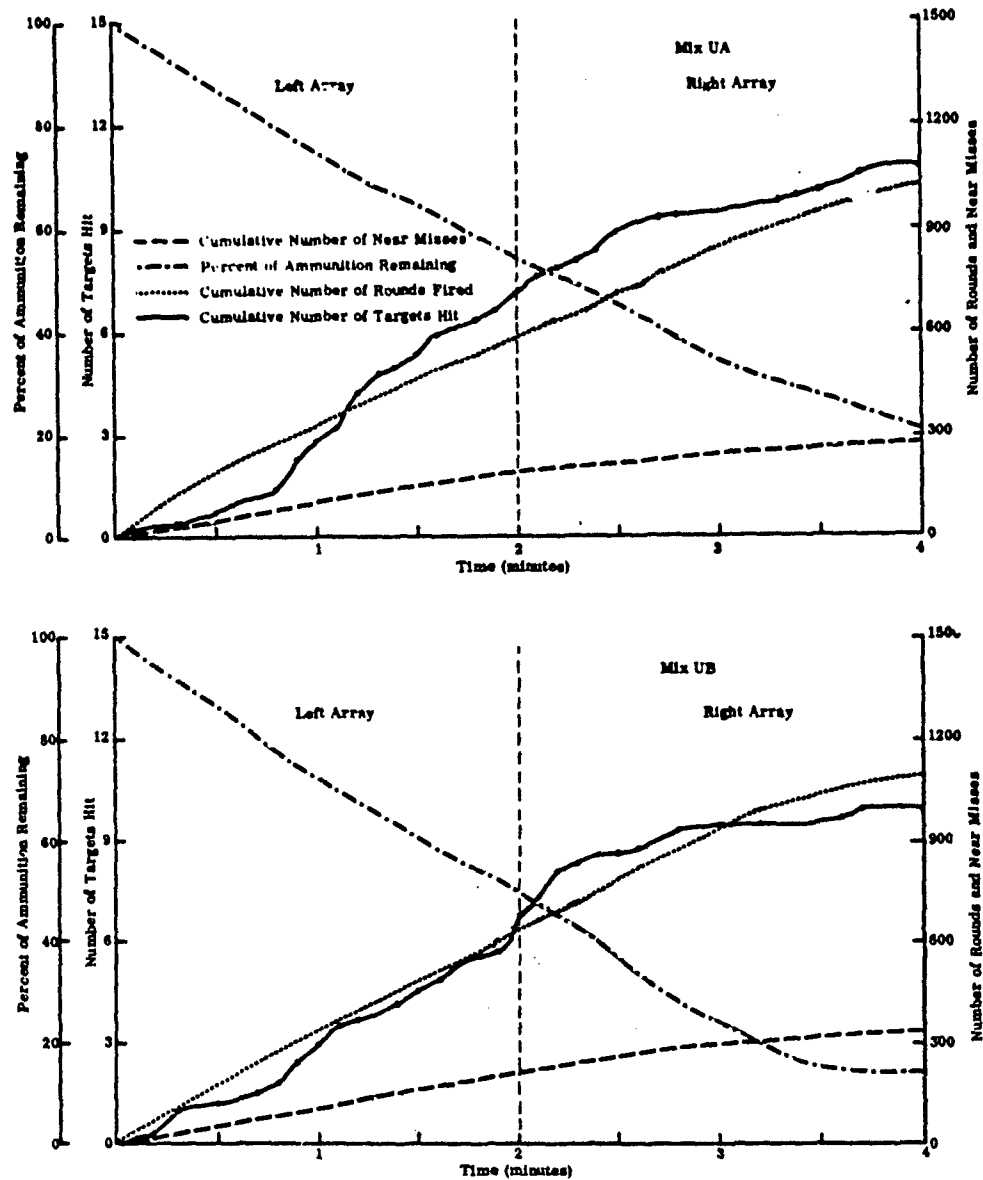 Mix UA
Left Array
Right Array
Cumulative Number of Near Misses
Percent of Ammunition Remaining
Cumulative Number of Rounds Fired
Cumulative Number of Targets Hit
Percent of Ammunition Remaining
100
80
60
40
20
0
Number of Targets Hit
15
12
9
6
3
0
1500
1200
900
600
300
0
Number of Rounds and Near Misses
1
2
3
4
Time (minutes)
Mix UB
Left Array
Right Array
Percent of Ammunition Remaining
100
80
60
40
20
0
Number of Targets Hit
15
12
9
6
3
0
1500
1200
900
600
300
0
Number of Rounds and Near Misses
1
2
3
4
Time (minutes)